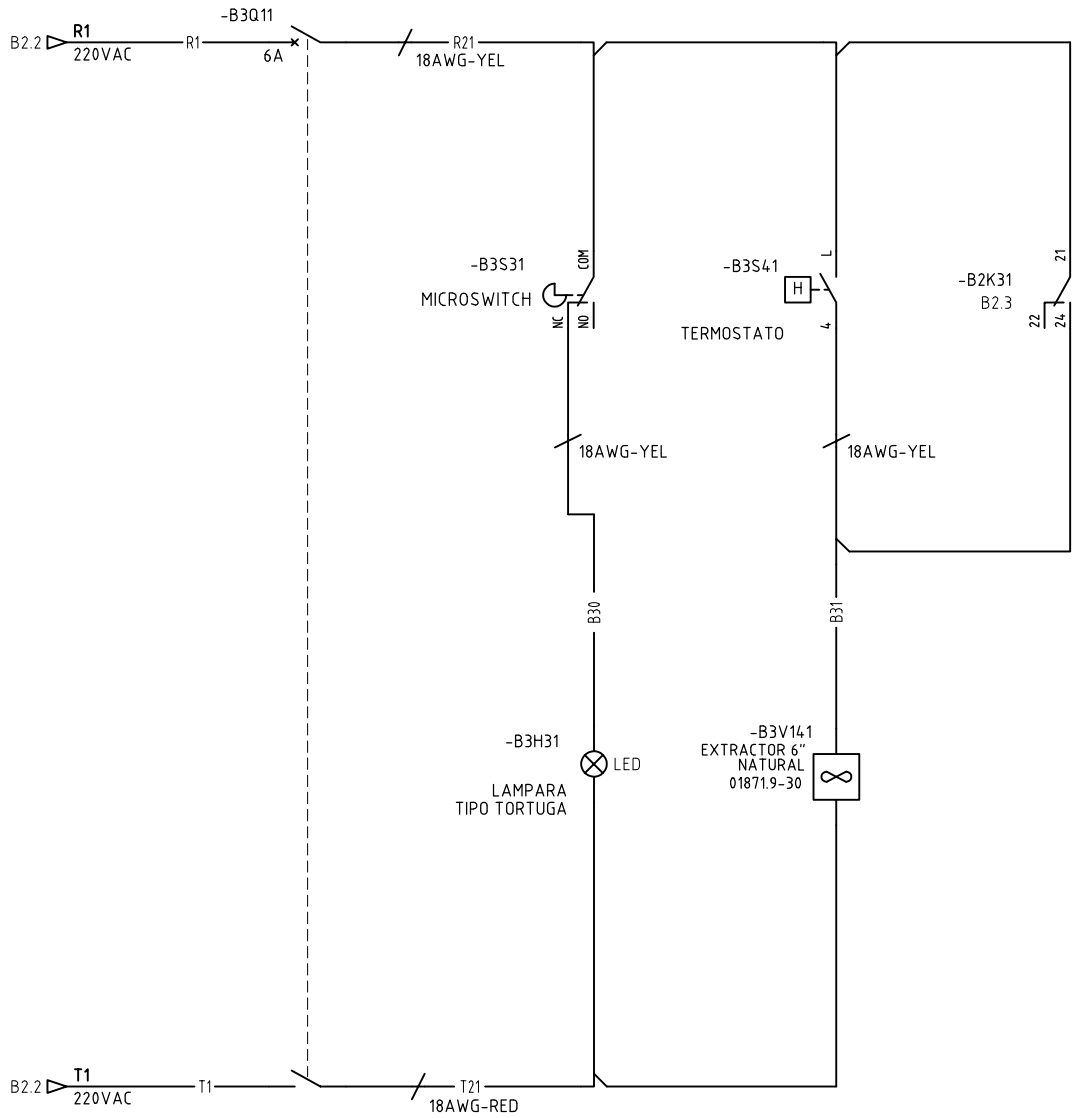 -B3Q11
R1
B2.2
R1
R21
220VAC
6A
18AWG-YEL
-B3S31
COM
MICROSWITCH
NC
NO
-B3S41
L
H
4
TERMOSTATO
21
-B2K31
B2.3
22
24
18AWG-YEL
18AWG-YEL
B30
B31
-B3H31
LED
LAMPARA
TIPO TORTUGA
-B3V141
EXTRACTOR 6"
NATURAL
01871.9-30
T1
B2.2
T1
T21
220VAC
18AWG-RED